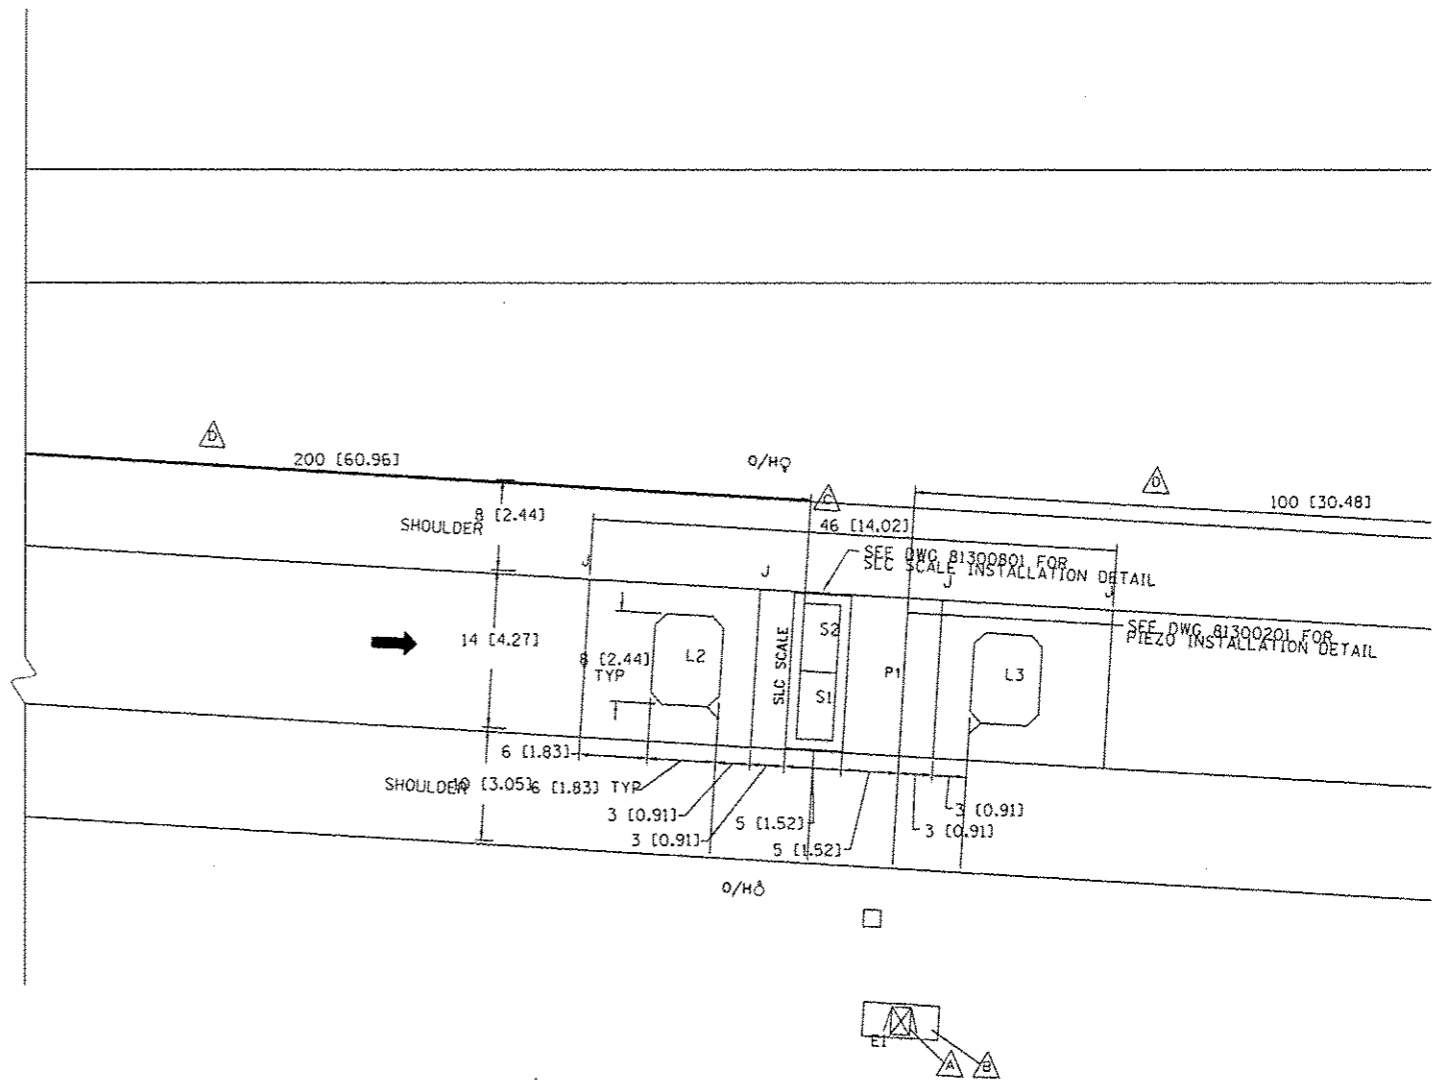 D
200 [60.96]
O/H
C
D
100 [30.48]
8 [2.44]
SHOULDER
46 [14.02]
SEE DWG 81300801 FOR
SLC SCALE INSTALLATION DETAIL
J
J
J
J
14 [4.27]
8 [2.44]
TYP
L2
SLC SCALE
S2
S1
P1
SEE DWG 81300201 FOR
PIEZO INSTALLATION DETAIL
L3
6 [1.83]
SHOULDER
10 [3.05]
6 [1.83] TYP
3 [0.91]
3 [0.91]
5 [1.52]
5 [1.52]
3 [0.91]
3 [0.91]
O/H
E1
A
B